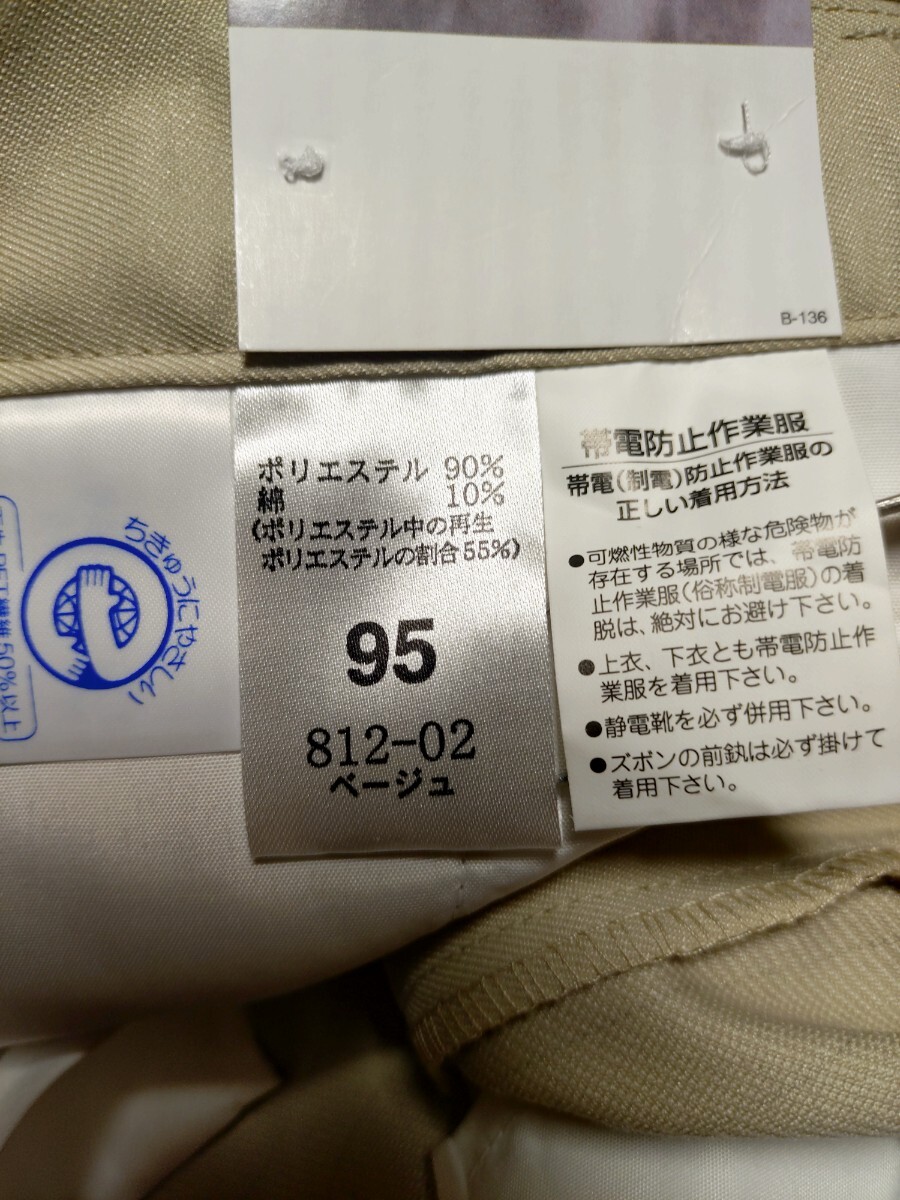 B-136
ちきゅうにやさしい
50%以上
ポリエステル 90%
綿 10%
(ポリエステル中の再生
ポリエステルの割合55%)
95
812-02
ベージュ
帯電防止作業服
帯電(制電)防止作業服の
正しい着用方法
●可燃性物質の様な危険物が
存在する場所では、帯電防
止作業服(俗称制電服)の着
脱は、絶対にお避け下さい。
●上衣、下衣とも帯電防止作
業服を着用下さい。
●静電靴を必ず併用下さい。
●ズボンの前釻は必ず掛けて
着用下さい。